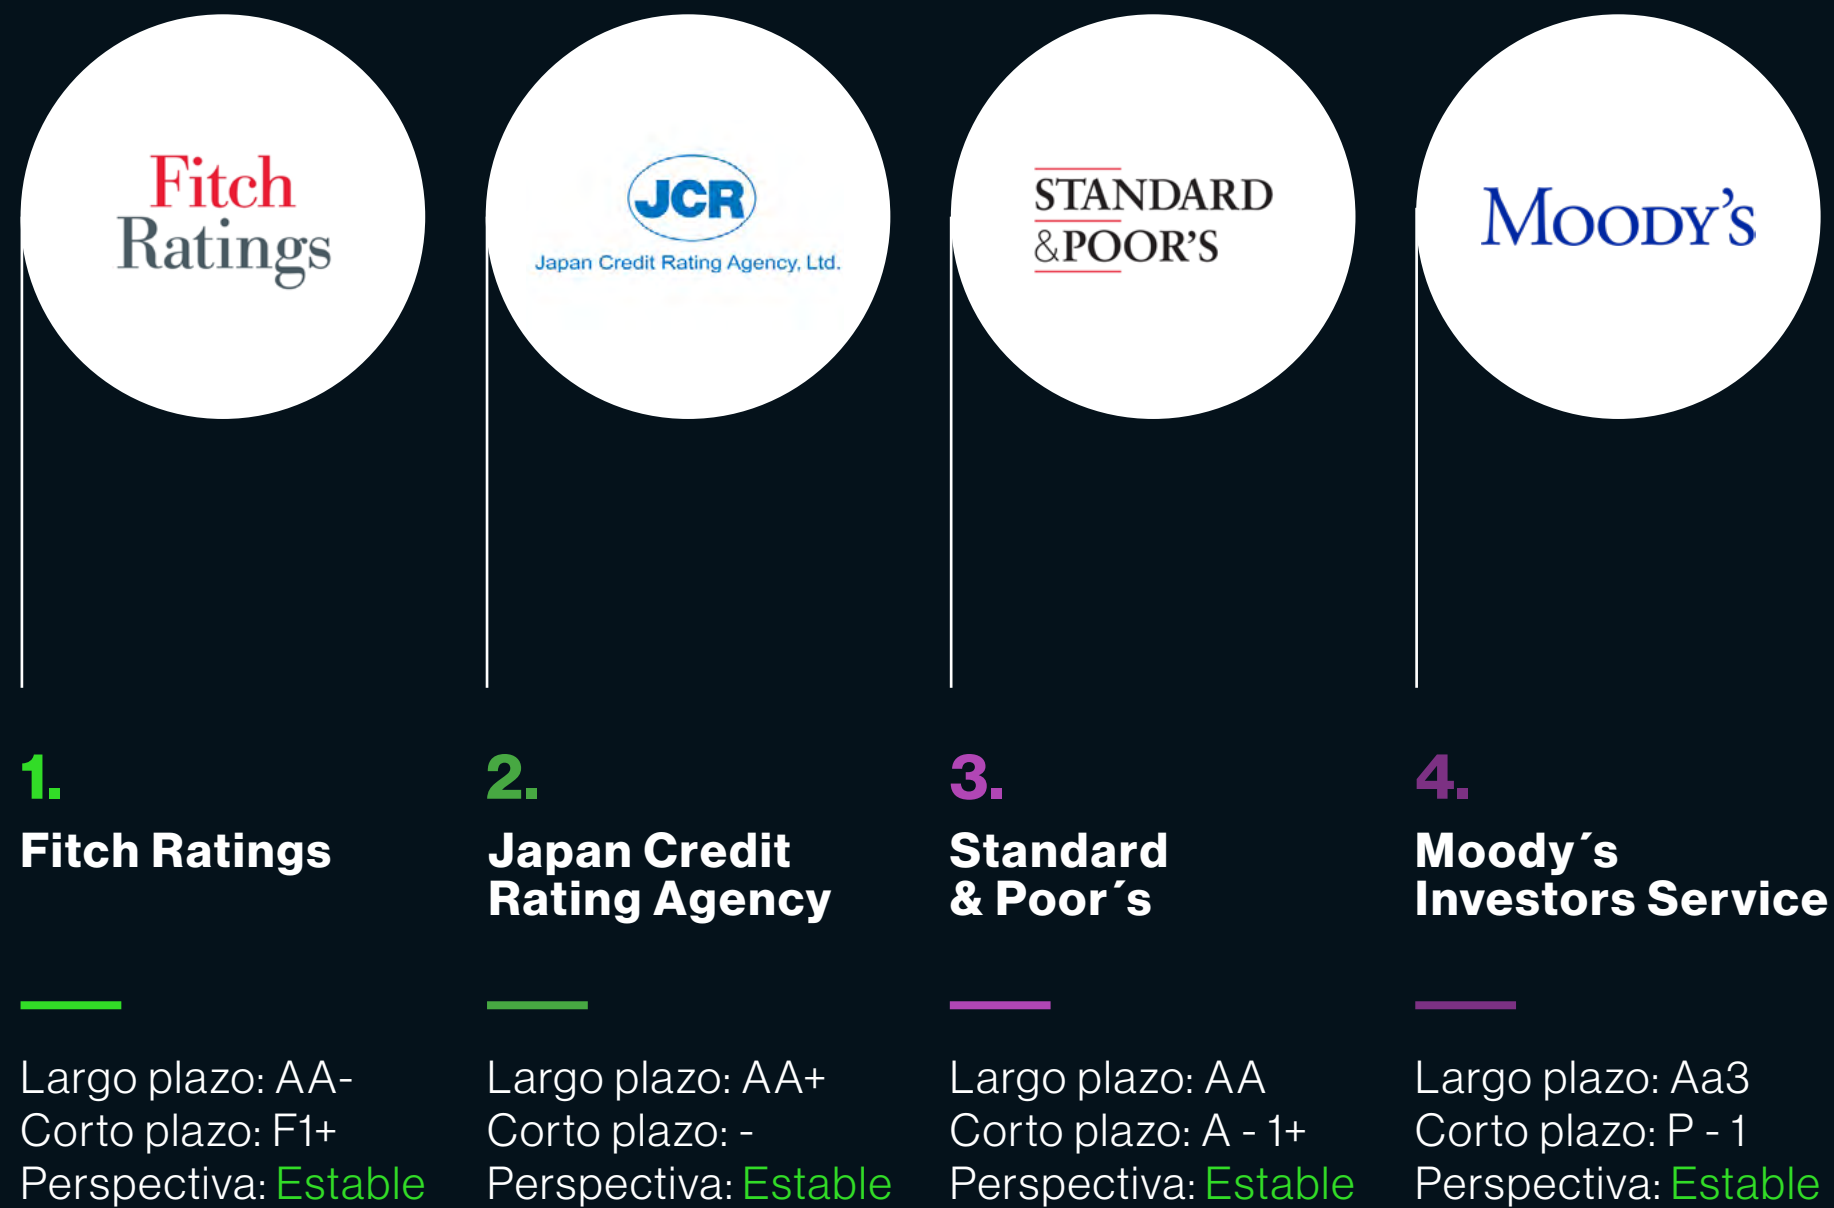 Fitch
Ratings
JCR
Japan Credit Rating Agency, Ltd.
STANDARD
&POOR'S
MOODY'S
1.
Fitch Ratings
Largo plazo: AA-
Corto plazo: F1+
Perspectiva: Estable
2.
Japan Credit
Rating Agency
Largo plazo: AA+
Corto plazo: -
Perspectiva: Estable
3.
Standard
& Poor´s
Largo plazo: AA
Corto plazo: A - 1+
Perspectiva: Estable
4.
Moody´s
Investors Service
Largo plazo: Aa3
Corto plazo: P - 1
Perspectiva: Estable